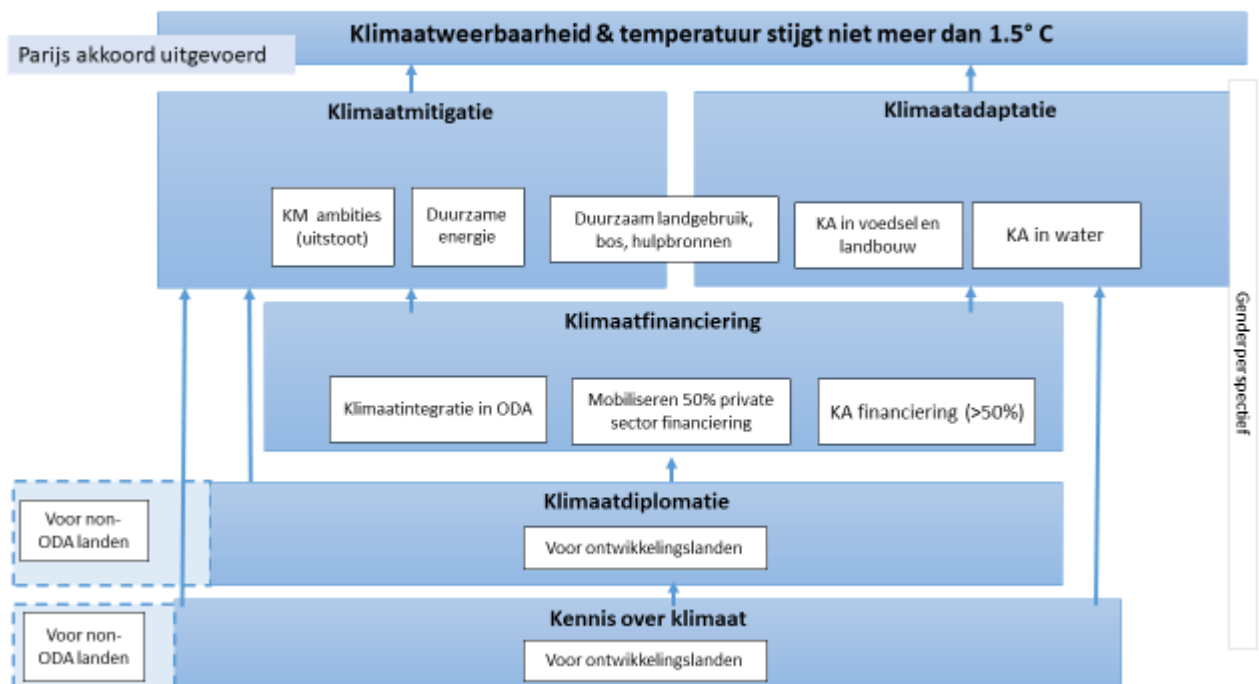 Klimaatweerbaarheid & temperatuur stijgt niet meer dan 1.5° C
Parijs akkoord uitgevoerd
Klimaatmitigatie
Klimaatadaptatie
KM ambities
(uitstoot)
Duurzame
energie
Duurzaam landgebruik,
bos, hulpbronnen
KA in voedsel en
landbouw
KA in water
Genderperspectief
Klimaatfinanciering
Klimaatintegratie in ODA
Mobiliseren 50% private
sector financiering
KA financiering (>50%)
Klimaatdiplomatie
Voor non-
ODA landen
Voor ontwikkelingslanden
Kennis over klimaat
Voor non-
ODA landen
Voor ontwikkelingslanden